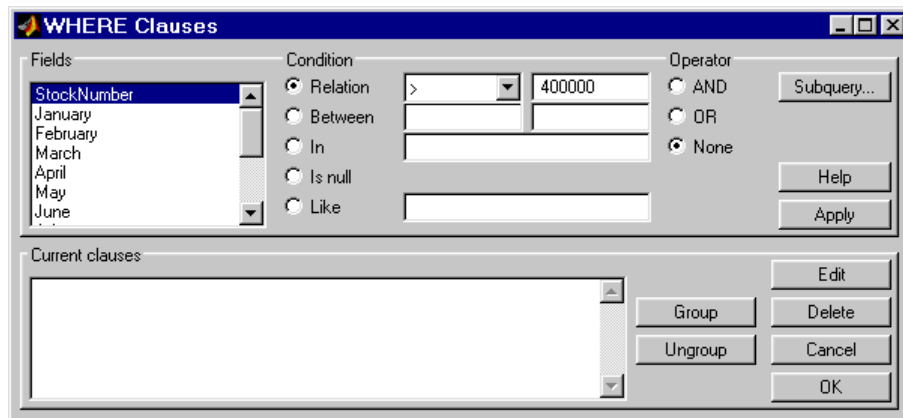 WHERE Clauses
Fields
StockNumber
January
February
March
April
May
June
Condition
Relation > 400000
Between
In
Is null
Like
Operator
AND
OR
None
Subquery...
Help
Apply
Current clauses
Group
Ungroup
Edit
Delete
Cancel
OK